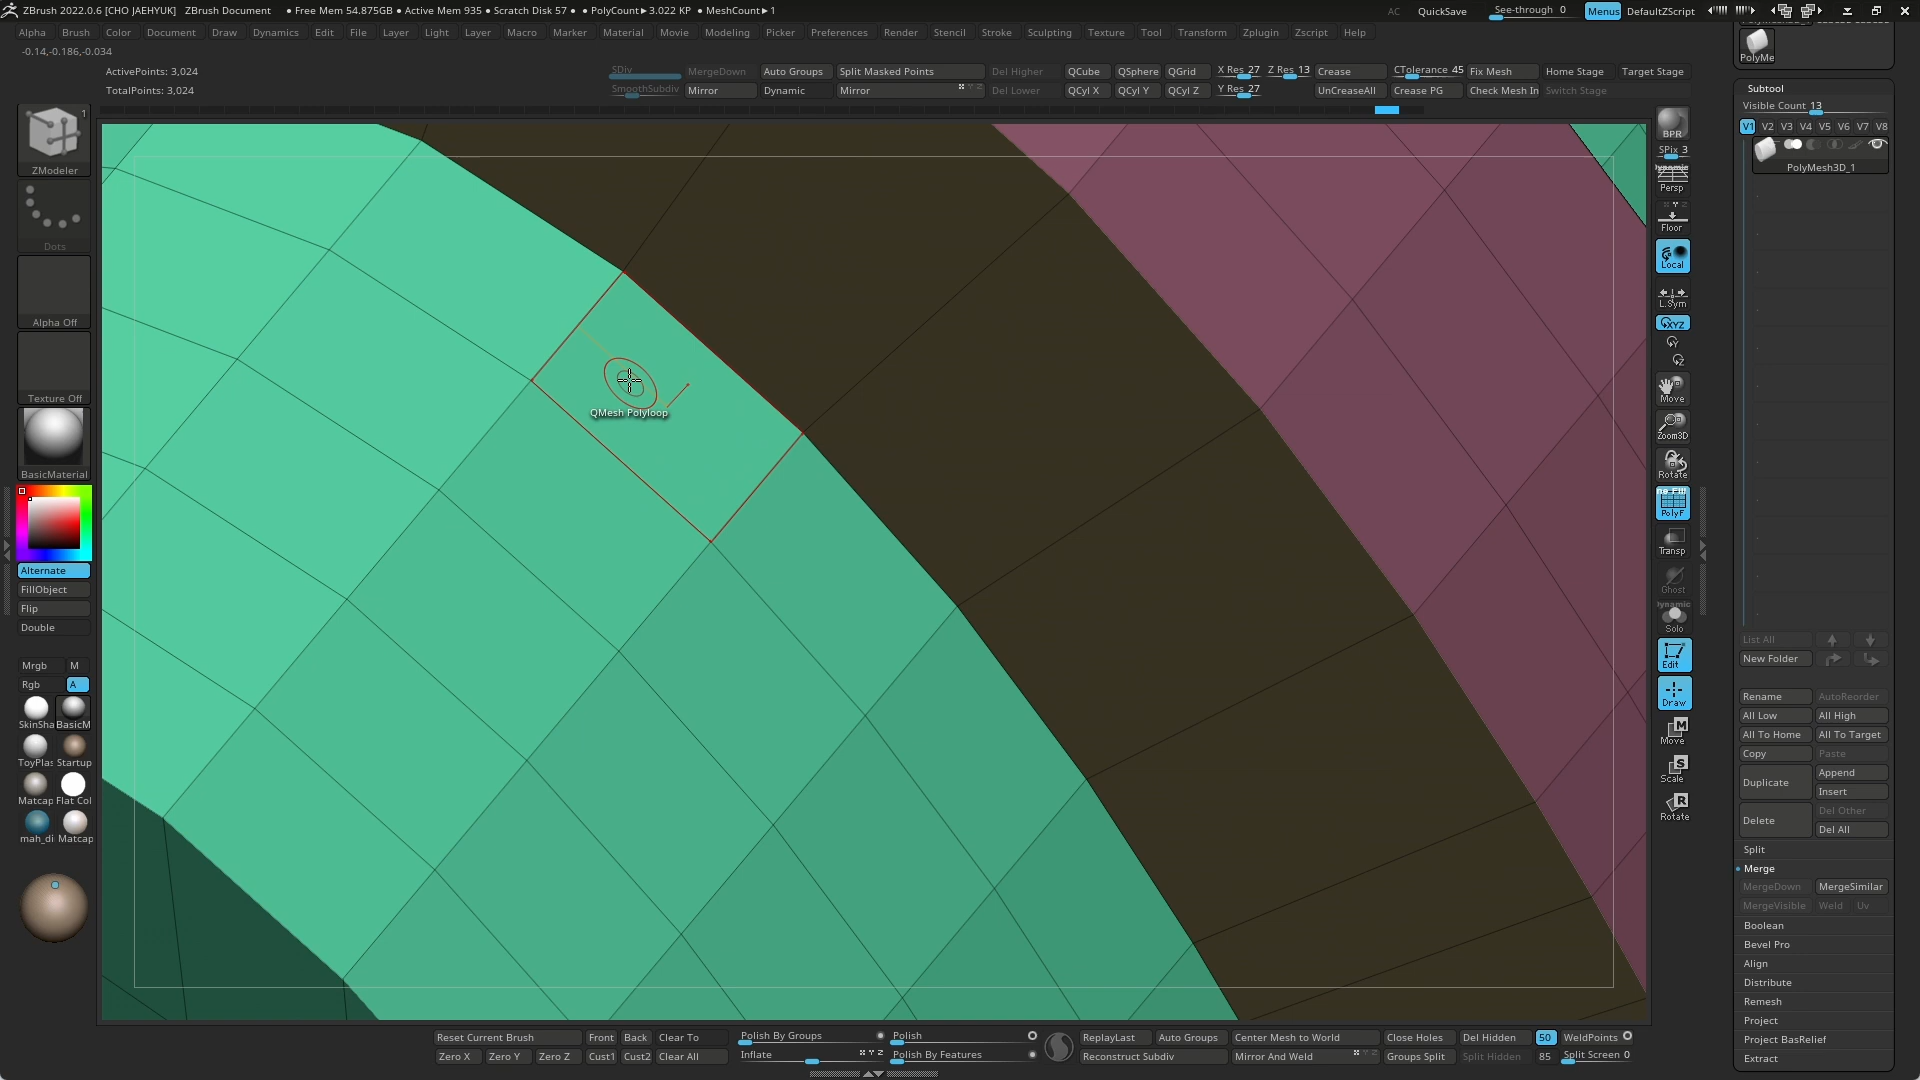 ZBrush 2022.0.6 [CHO JAEHYUK] ZBrush Document ● Free Mem 54.875GB ● Active Mem 935 ● Scratch Disk 57 ● ● PolyCount▸3.022 KP ● MeshCount▸1
AC QuickSave See-through 0 Menus DefaultZScript
Alpha Brush Color Document Draw Dynamics Edit File Layer Light Layer Macro Marker Material Movie Modeling Picker Preferences Render Stencil Stroke Sculpting Texture Tool Transform Zplugin Zscript Help
-0.14,-0.186,-0.034
PolyMe
ActivePoints: 3,024
TotalPoints: 3,024
SDiv MergeDown Auto Groups Split Masked Points Del Higher QCube QSphere QGrid X Res 27 Z Res 13 Crease CTolerance 45 Fix Mesh Home Stage Target Stage
SmoothSubdiv Mirror Dynamic Mirror Del Lower QCyl X QCyl Y QCyl Z Y Res 27 UnCreaseAll Crease PG Check Mesh In Switch Stage
1
ZModeler
Dots
Alpha Off
Texture Off
BasicMaterial
Alternate
FillObject
Flip
Double
Mrgb M
Rgb A
SkinSha BasicM
ToyPlas Startup
Matcap Flat Col
mah_di Matcap
QMesh Polyloop
BPR
SPix 3
Dynamic
Persp
Floor
Local
L.Sym
XYZ
Y
Z
Move
Zoom3D
Rotate
PolyF
Transp
Ghost
Dynamic
Solo
Edit
Draw
M
Move
S
Scale
R
Rotate
Subtool
Visible Count 13
V1 V2 V3 V4 V5 V6 V7 V8
PolyMesh3D_1
List All
New Folder
Rename AutoReorder
All Low All High
All To Home All To Target
Copy Paste
Duplicate Append
Insert
Delete Del Other
Del All
Split
Merge
MergeDown MergeSimilar
MergeVisible Weld Uv
Boolean
Bevel Pro
Align
Distribute
Remesh
Project
Project BasRelief
Extract
Reset Current Brush Front Back Clear To Polish By Groups Polish ReplayLast Auto Groups Center Mesh to World Close Holes Del Hidden 50 WeldPoints
Zero X Zero Y Zero Z Cust1 Cust2 Clear All Inflate X Y Z Polish By Features Reconstruct Subdiv Mirror And Weld Groups Split Split Hidden 85 Split Screen 0